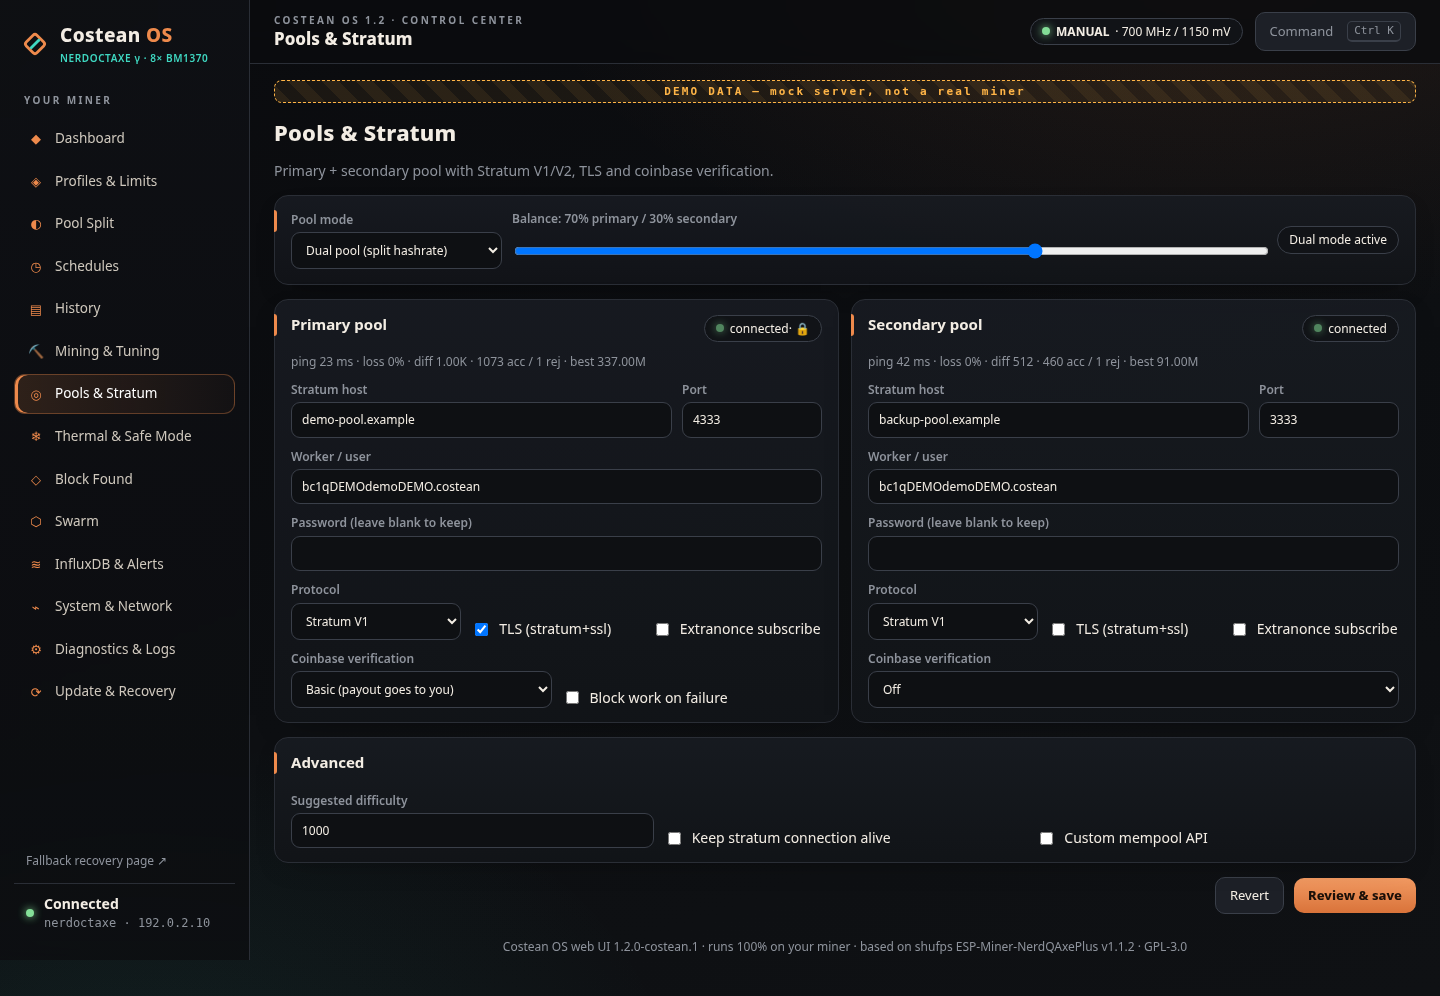 Costean OS
NERDOCTAXE γ · 8× BM1370
YOUR MINER
Dashboard
Profiles & Limits
Pool Split
Schedules
History
Mining & Tuning
Pools & Stratum
Thermal & Safe Mode
Block Found
Swarm
InfluxDB & Alerts
System & Network
Diagnostics & Logs
Update & Recovery
Fallback recovery page ↗
Connected
nerdoctaxe · 192.0.2.10
COSTEAN OS 1.2 · CONTROL CENTER
Pools & Stratum
MANUAL · 700 MHz / 1150 mV
Command Ctrl K
DEMO DATA — mock server, not a real miner
Pools & Stratum
Primary + secondary pool with Stratum V1/V2, TLS and coinbase verification.
Pool mode
Dual pool (split hashrate)
Balance: 70% primary / 30% secondary
Dual mode active
Primary pool
connected· 🔒
ping 23 ms · loss 0% · diff 1.00K · 1073 acc / 1 rej · best 337.00M
Stratum host Port
demo-pool.example 4333
Worker / user
bc1qDEMOdemoDEMO.costean
Password (leave blank to keep)
Protocol
Stratum V1 TLS (stratum+ssl) Extranonce subscribe
Coinbase verification
Basic (payout goes to you) Block work on failure
Secondary pool
connected
ping 42 ms · loss 0% · diff 512 · 460 acc / 1 rej · best 91.00M
Stratum host Port
backup-pool.example 3333
Worker / user
bc1qDEMOdemoDEMO.costean
Password (leave blank to keep)
Protocol
Stratum V1 TLS (stratum+ssl) Extranonce subscribe
Coinbase verification
Off
Advanced
Suggested difficulty
1000 Keep stratum connection alive Custom mempool API
Revert Review & save
Costean OS web UI 1.2.0-costean.1 · runs 100% on your miner · based on shufps ESP-Miner-NerdQAxePlus v1.1.2 · GPL-3.0